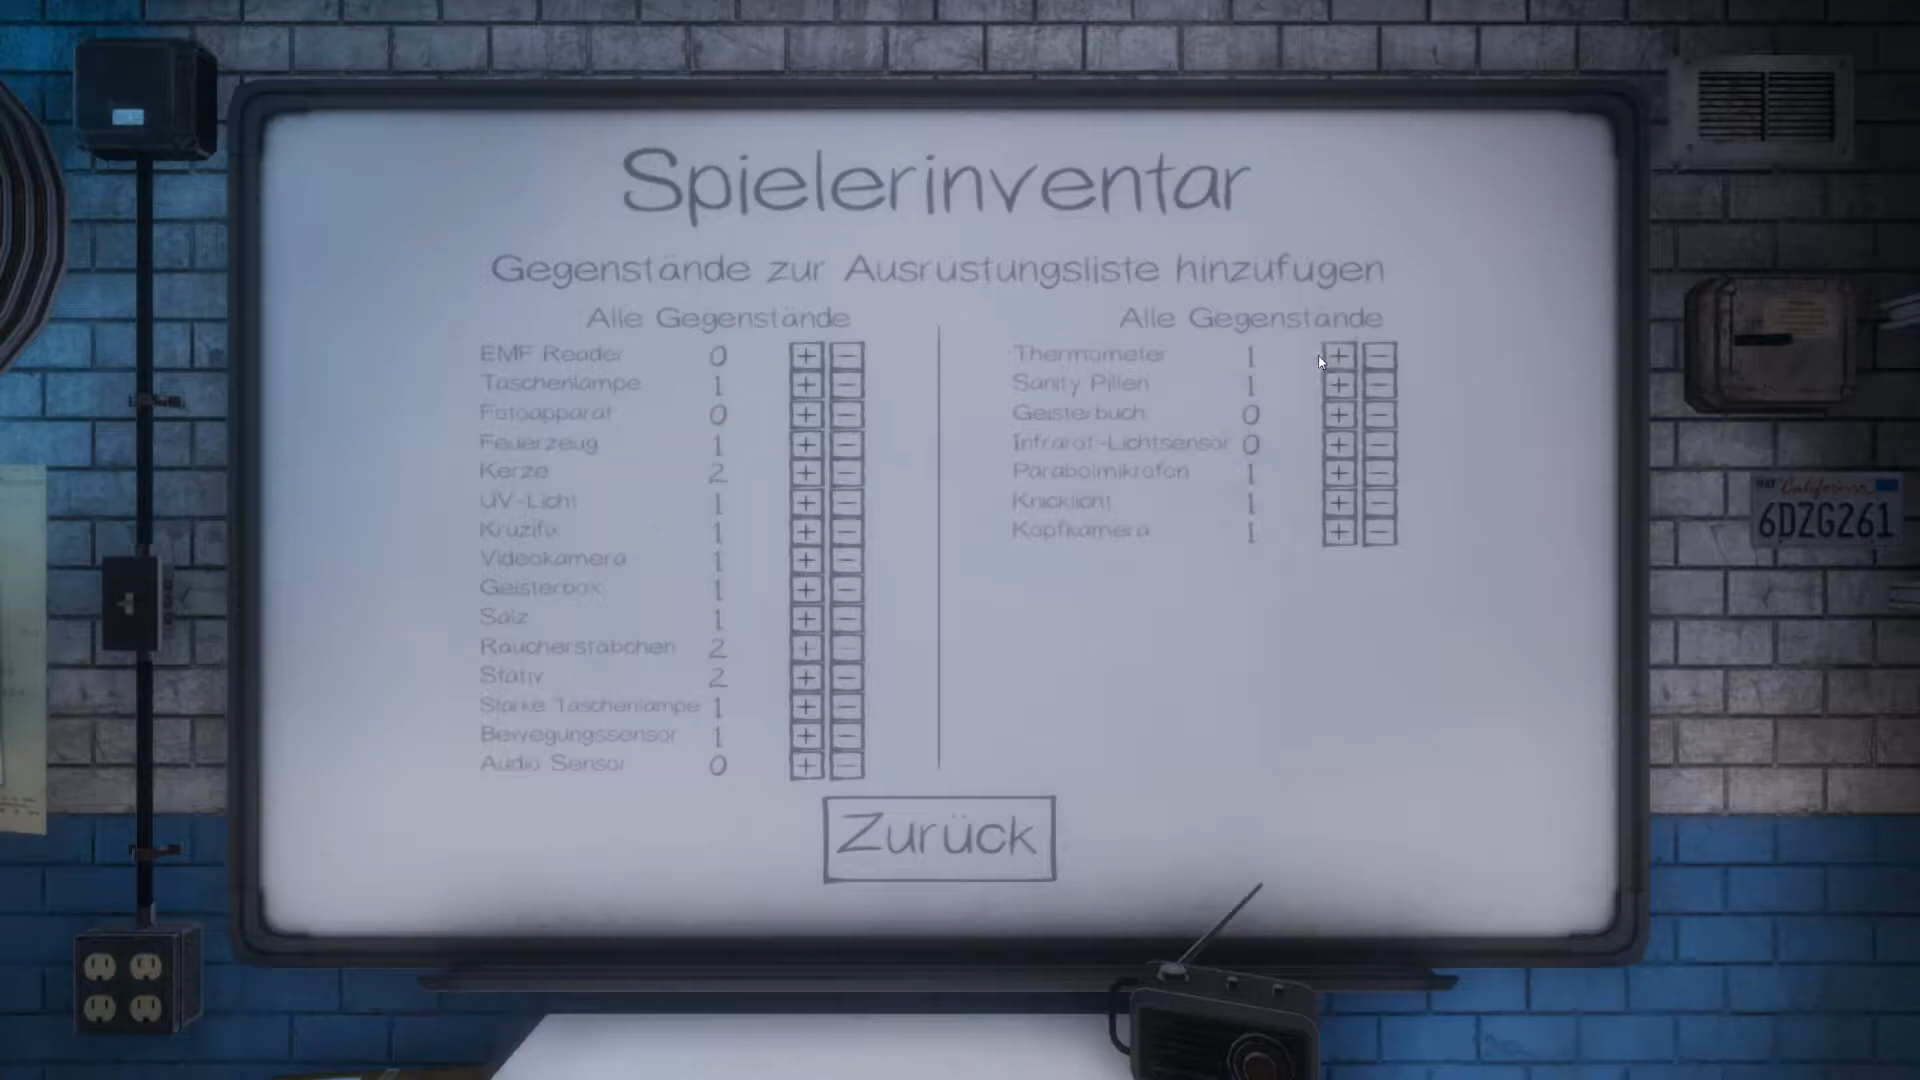 Spielerinventar
Gegenstände zur Ausrüstungsliste hinzufügen
Alle Gegenstände
EMF Reader 0 + -
Taschenlampe 1 + -
Fotoapparat 0 + -
Feuerzeug 1 + -
Kerze 2 + -
UV-Licht 1 + -
Kruzifix 1 + -
Videokamera 1 + -
Geisterbox 1 + -
Salz 1 + -
Räucherstäbchen 2 + -
Stativ 2 + -
Starke Taschenlampe 1 + -
Bewegungssensor 1 + -
Audio Sensor 0 + -
Alle Gegenstände
Thermometer 1 + -
Sanity Pillen 1 + -
Geisterbuch 0 + -
Infrarot-Lichtsensor 0 + -
Parabolmikrofon 1 + -
Knicklicht 1 + -
Kopfkamera 1 + -
Zurück
California
6DZG261